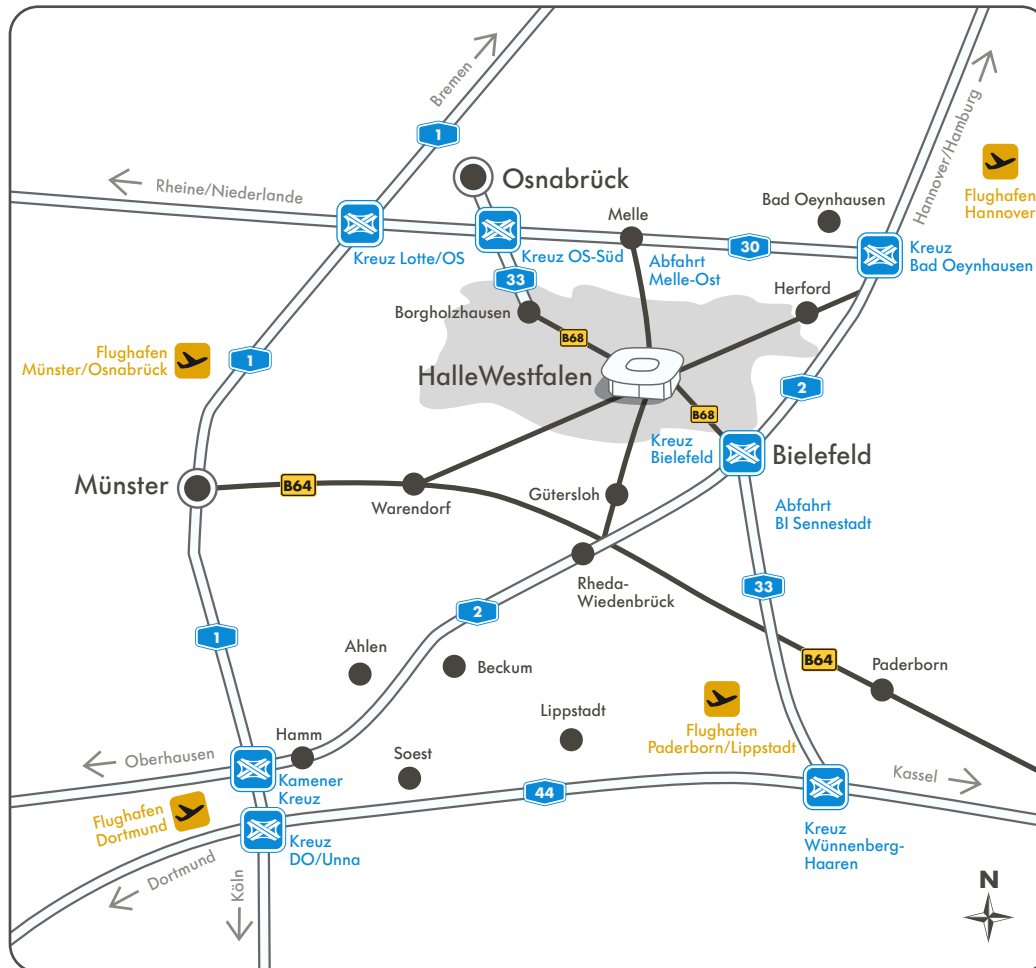 Bremen
1
Hannover/Hamburg
Flughafen
Hannover
Rheine/Niederlande
Osnabrück
Bad Oeynhausen
Melle
Kreuz Lotte/OS
Kreuz OS-Süd
Abfahrt
Melle-Ost
30
Kreuz
Bad Oeynhausen
33
Herford
Borgholzhausen
B68
Flughafen
Münster/Osnabrück
1
HalleWestfalen
2
B68
Kreuz
Bielefeld
Bielefeld
Münster
B64
Warendorf
Gütersloh
Abfahrt
BI Sennestadt
Rheda-
Wiedenbrück
33
2
1
Ahlen
Beckum
B64
Paderborn
Lippstadt
Flughafen
Paderborn/Lippstadt
Hamm
Soest
Oberhausen
Kamener
Kreuz
Kassel
44
Flughafen
Dortmund
Kreuz
DO/Unna
Kreuz
Wünnenberg-
Haaren
Dortmund
Köln
N